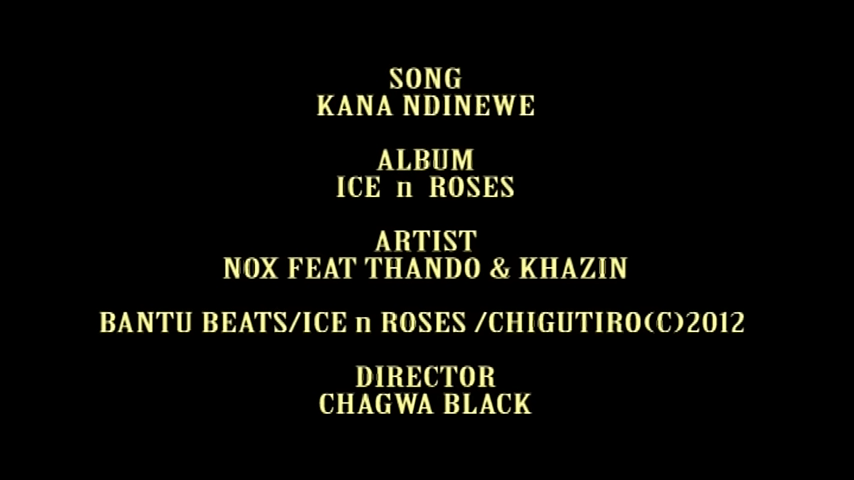 SONG
KANA NDINEWE
ALBUM
ICE n ROSES
ARTIST
NOX FEAT THANDO & KHAZIN
BANTU BEATS/ICE n ROSES /CHIGUTIRO(C)2012
DIRECTOR
CHAGWA BLACK